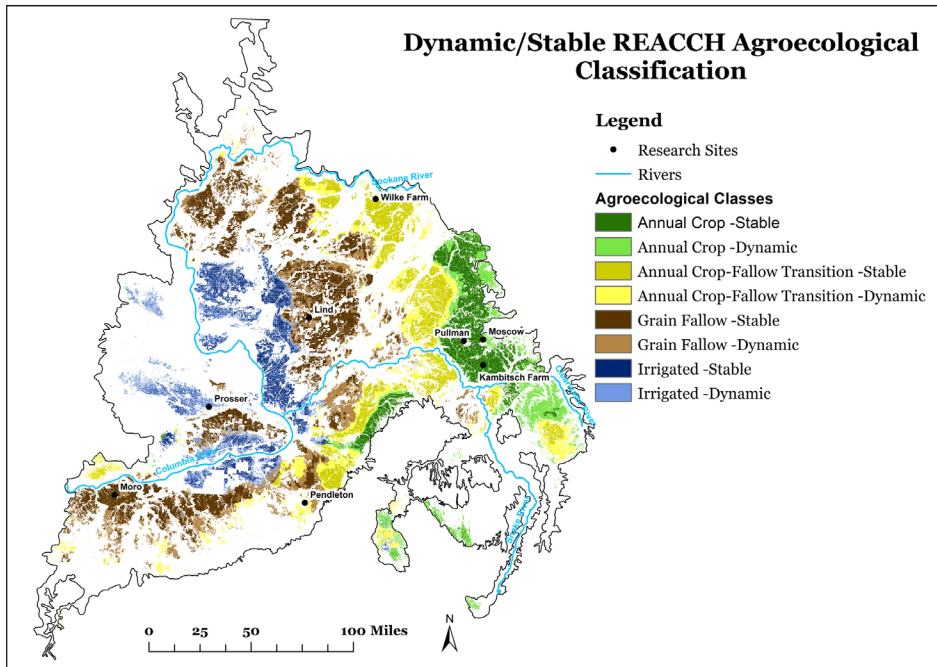 Dynamic/Stable REACCH Agroecological
Classification
Legend
Research Sites
Rivers
Agroecological Classes
Annual Crop -Stable
Annual Crop -Dynamic
Annual Crop-Fallow Transition -Stable
Annual Crop-Fallow Transition -Dynamic
Grain Fallow -Stable
Grain Fallow -Dynamic
Irrigated -Stable
Irrigated -Dynamic
Spokane River
Wilke Farm
Lind
Pullman
Moscow
Kambitsch Farm
Prosser
Columbia River
Moro
Pendleton
Snake River
0 25 50 100 Miles
N